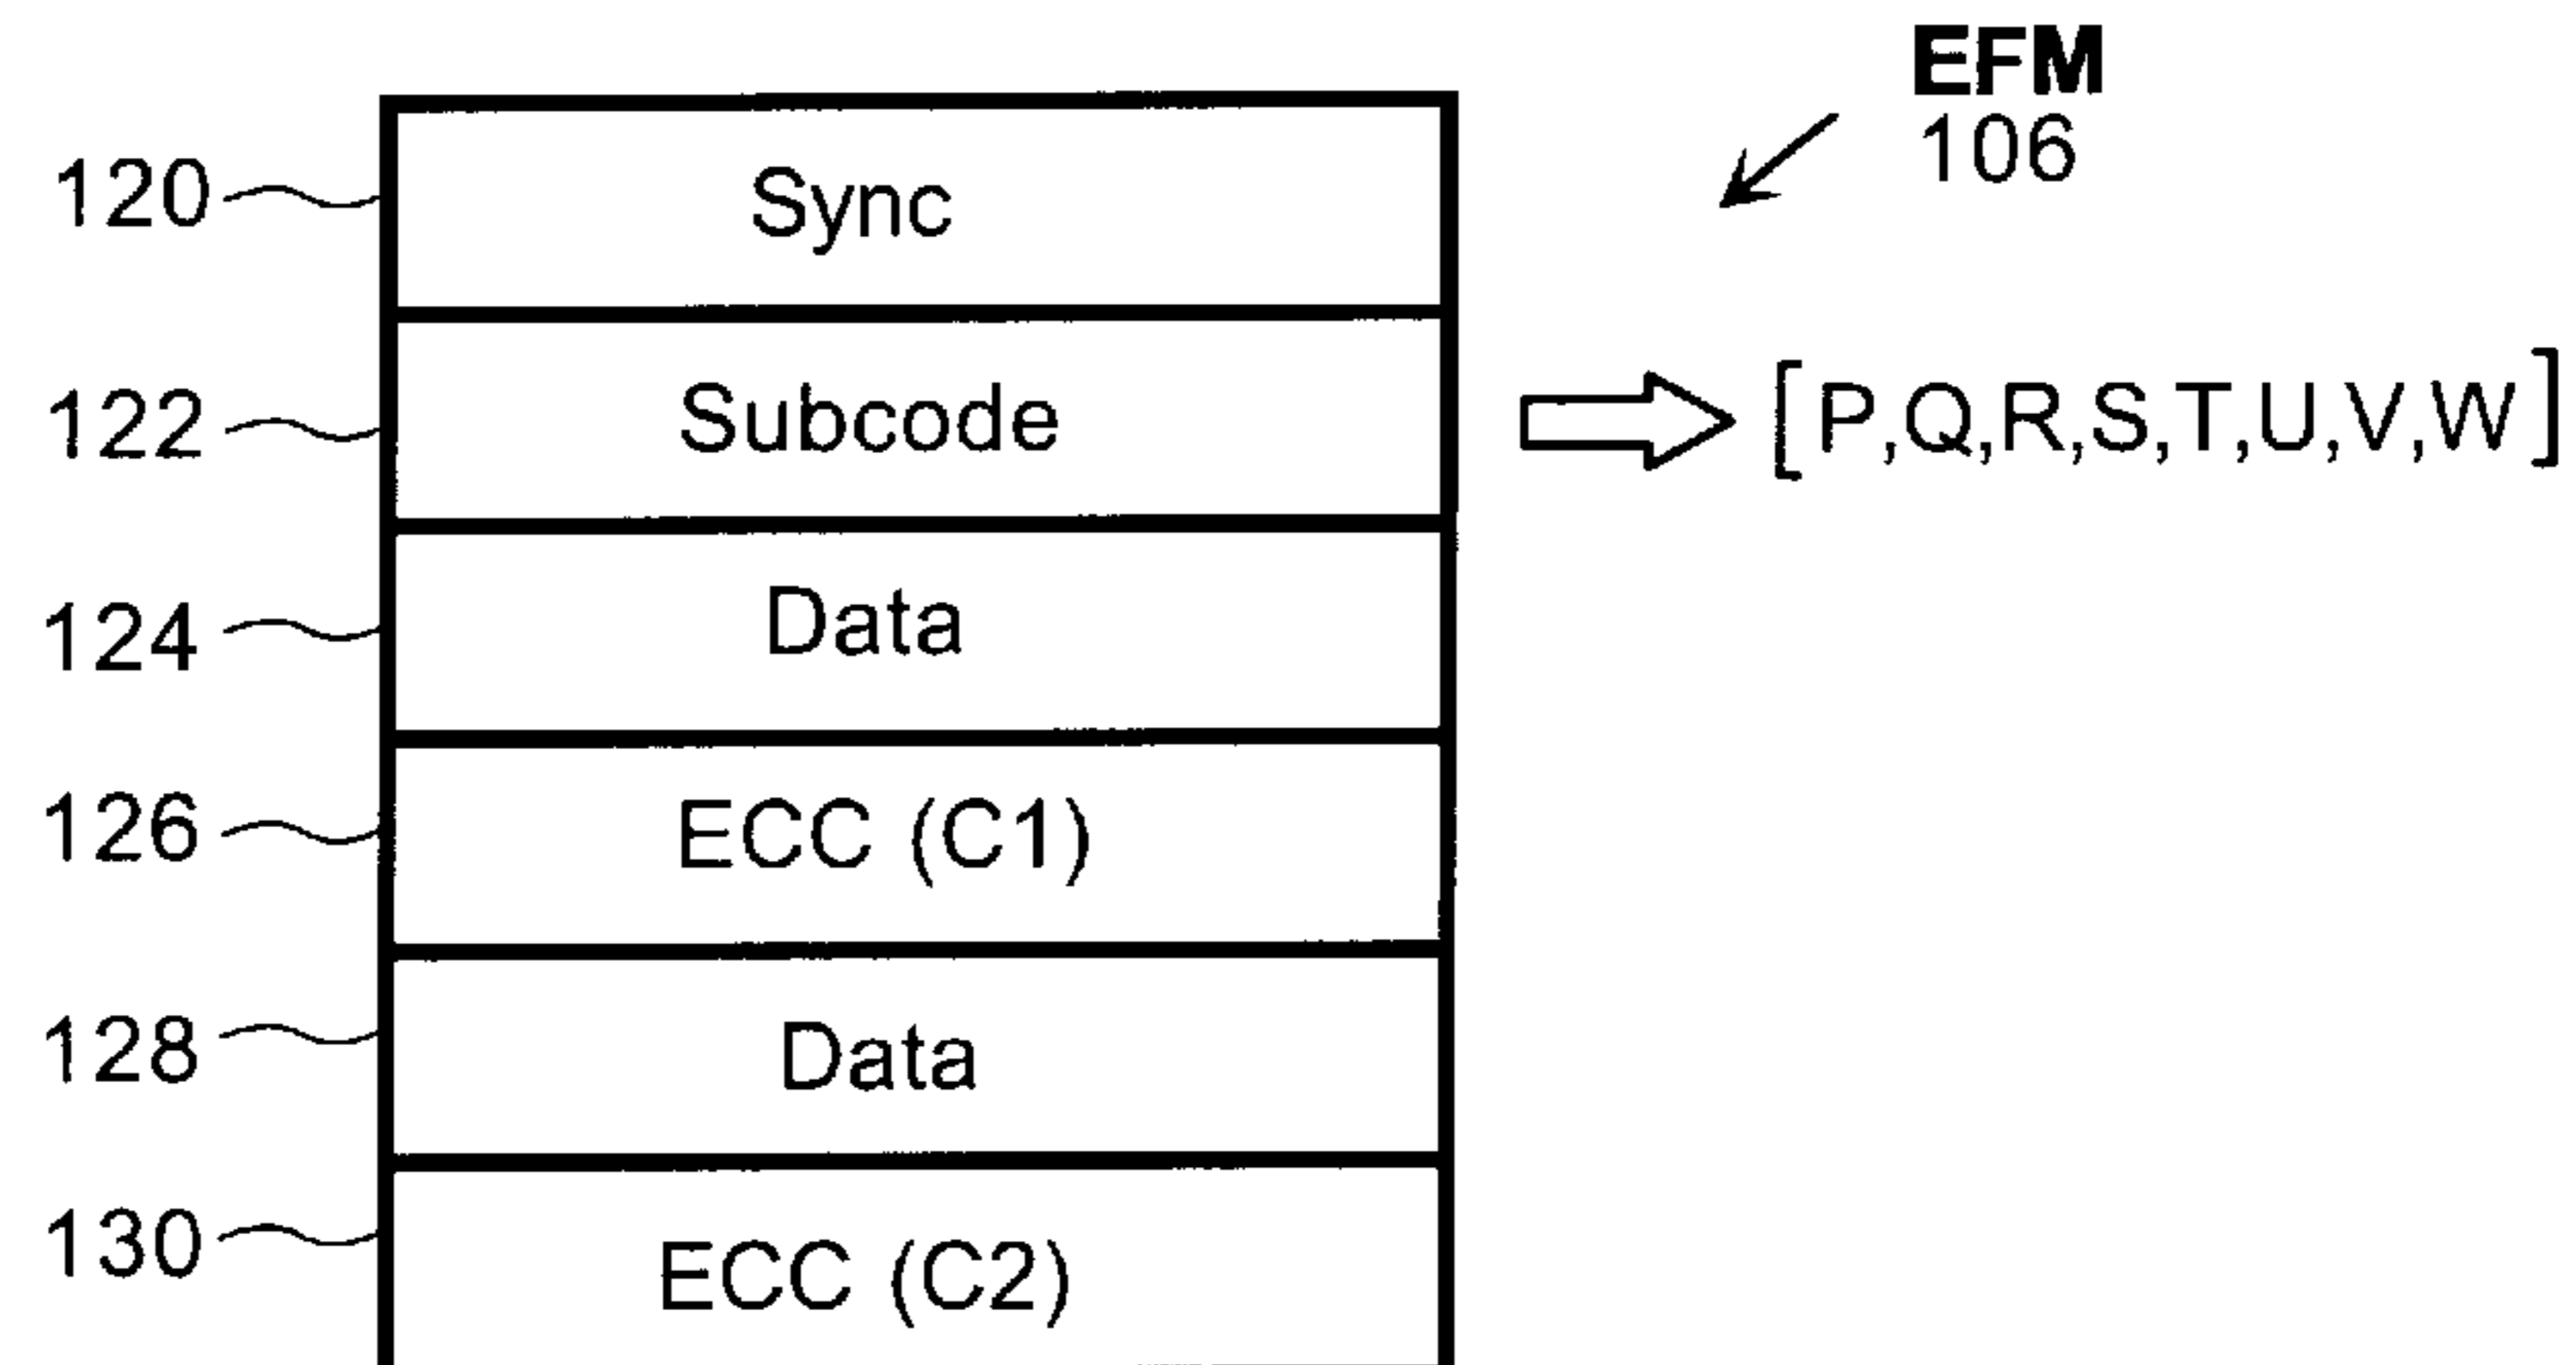 EFM
106
120 Sync
122 Subcode [P,Q,R,S,T,U,V,W]
124 Data
126 ECC (C1)
128 Data
130 ECC (C2)